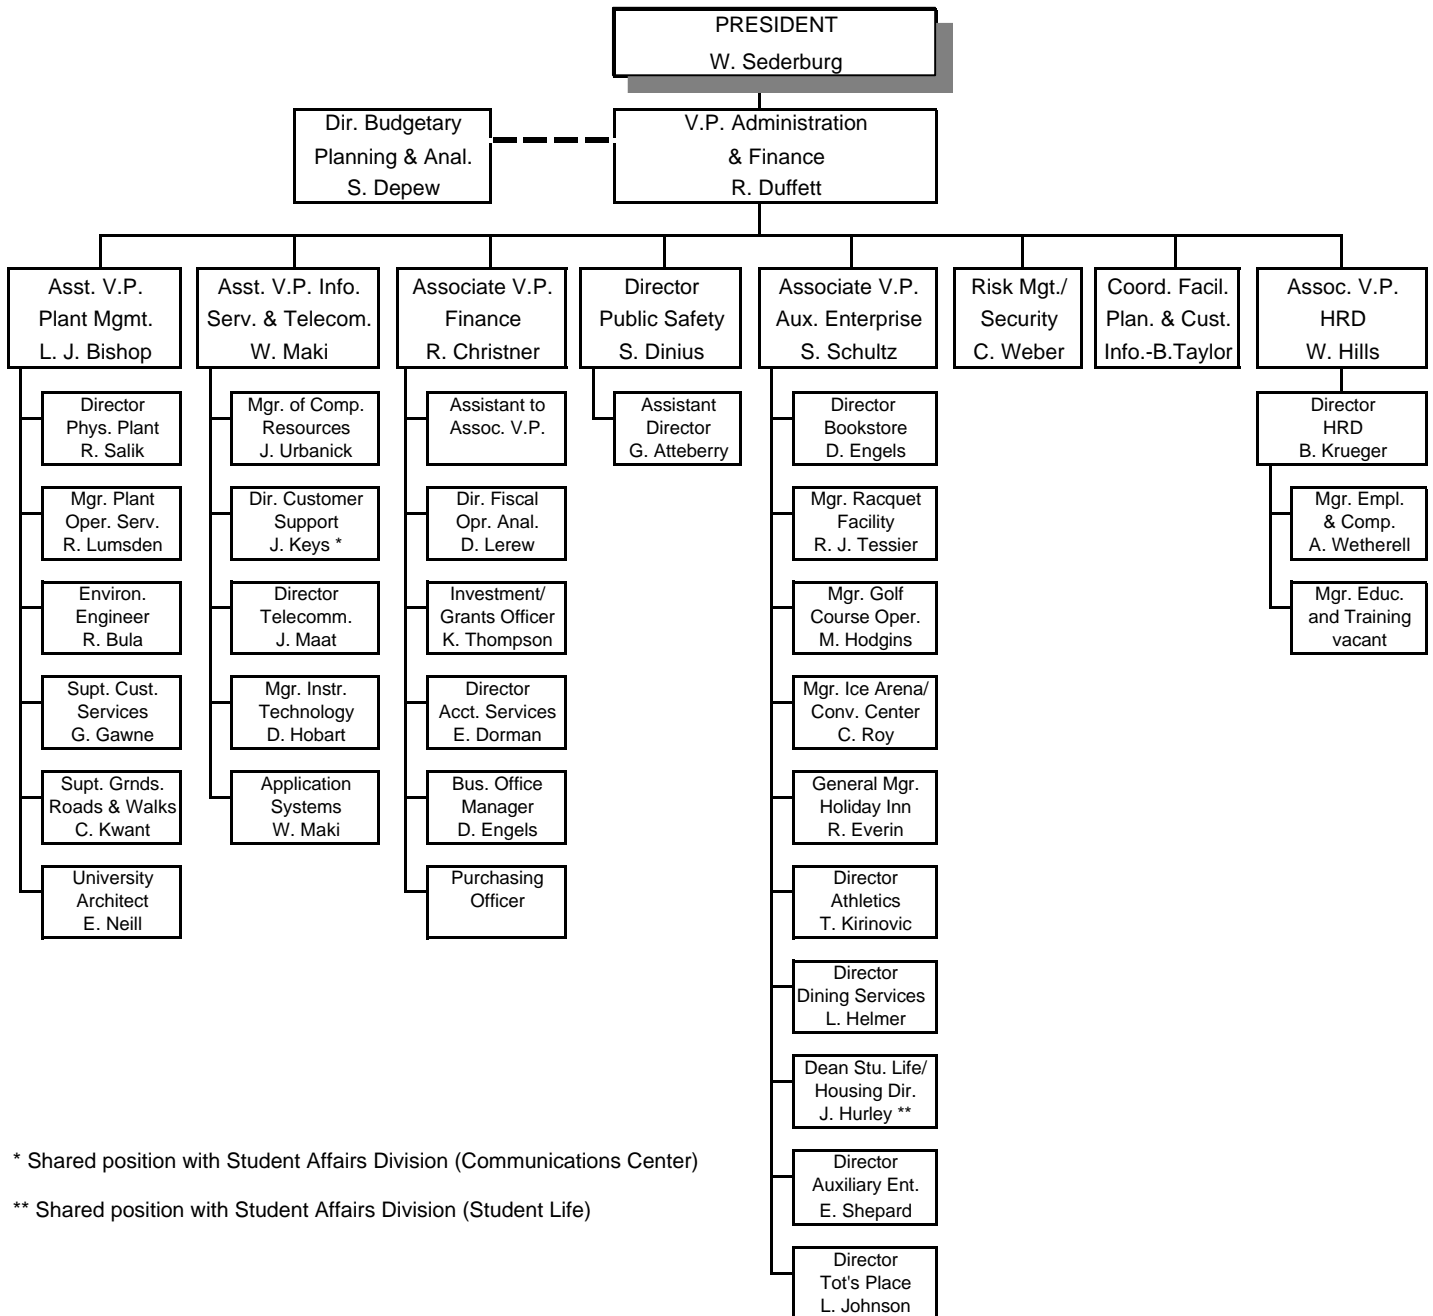 PRESIDENT
W. Sederburg
Dir. Budgetary
Planning & Anal.
S. Depew
V.P. Administration
& Finance
R. Duffett
Asst. V.P.
Plant Mgmt.
L. J. Bishop
Asst. V.P. Info.
Serv. & Telecom.
W. Maki
Associate V.P.
Finance
R. Christner
Director
Public Safety
S. Dinius
Associate V.P.
Aux. Enterprise
S. Schultz
Risk Mgt./
Security
C. Weber
Coord. Facil.
Plan. & Cust.
Info.-B.Taylor
Assoc. V.P.
HRD
W. Hills
Director
Phys. Plant
R. Salik
Mgr. Plant
Oper. Serv.
R. Lumsden
Environ.
Engineer
R. Bula
Supt. Cust.
Services
G. Gawne
Supt. Grnds.
Roads & Walks
C. Kwant
University
Architect
E. Neill
Mgr. of Comp.
Resources
J. Urbanick
Dir. Customer
Support
J. Keys *
Director
Telecomm.
J. Maat
Mgr. Instr.
Technology
D. Hobart
Application
Systems
W. Maki
Assistant to
Assoc. V.P.
Dir. Fiscal
Opr. Anal.
D. Lerew
Investment/
Grants Officer
K. Thompson
Director
Acct. Services
E. Dorman
Bus. Office
Manager
D. Engels
Purchasing
Officer
Assistant
Director
G. Atteberry
Director
Bookstore
D. Engels
Mgr. Racquet
Facility
R. J. Tessier
Mgr. Golf
Course Oper.
M. Hodgins
Mgr. Ice Arena/
Conv. Center
C. Roy
General Mgr.
Holiday Inn
R. Everin
Director
Athletics
T. Kirinovic
Director
Dining Services
L. Helmer
Dean Stu. Life/
Housing Dir.
J. Hurley **
Director
Auxiliary Ent.
E. Shepard
Director
Tot's Place
L. Johnson
Director
HRD
B. Krueger
Mgr. Empl.
& Comp.
A. Wetherell
Mgr. Educ.
and Training
vacant
* Shared position with Student Affairs Division (Communications Center)
** Shared position with Student Affairs Division (Student Life)